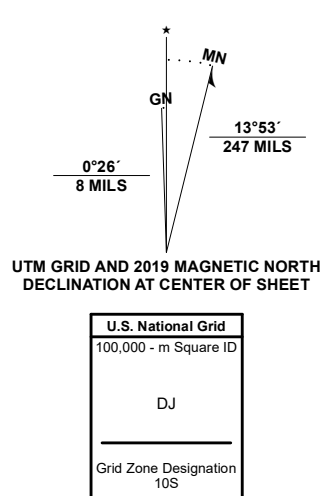 ★
MN
GN
13°53´
247 MILS
0°26´
8 MILS
UTM GRID AND 2019 MAGNETIC NORTH
DECLINATION AT CENTER OF SHEET
U.S. National Grid
100,000 - m Square ID
DJ
Grid Zone Designation
10S